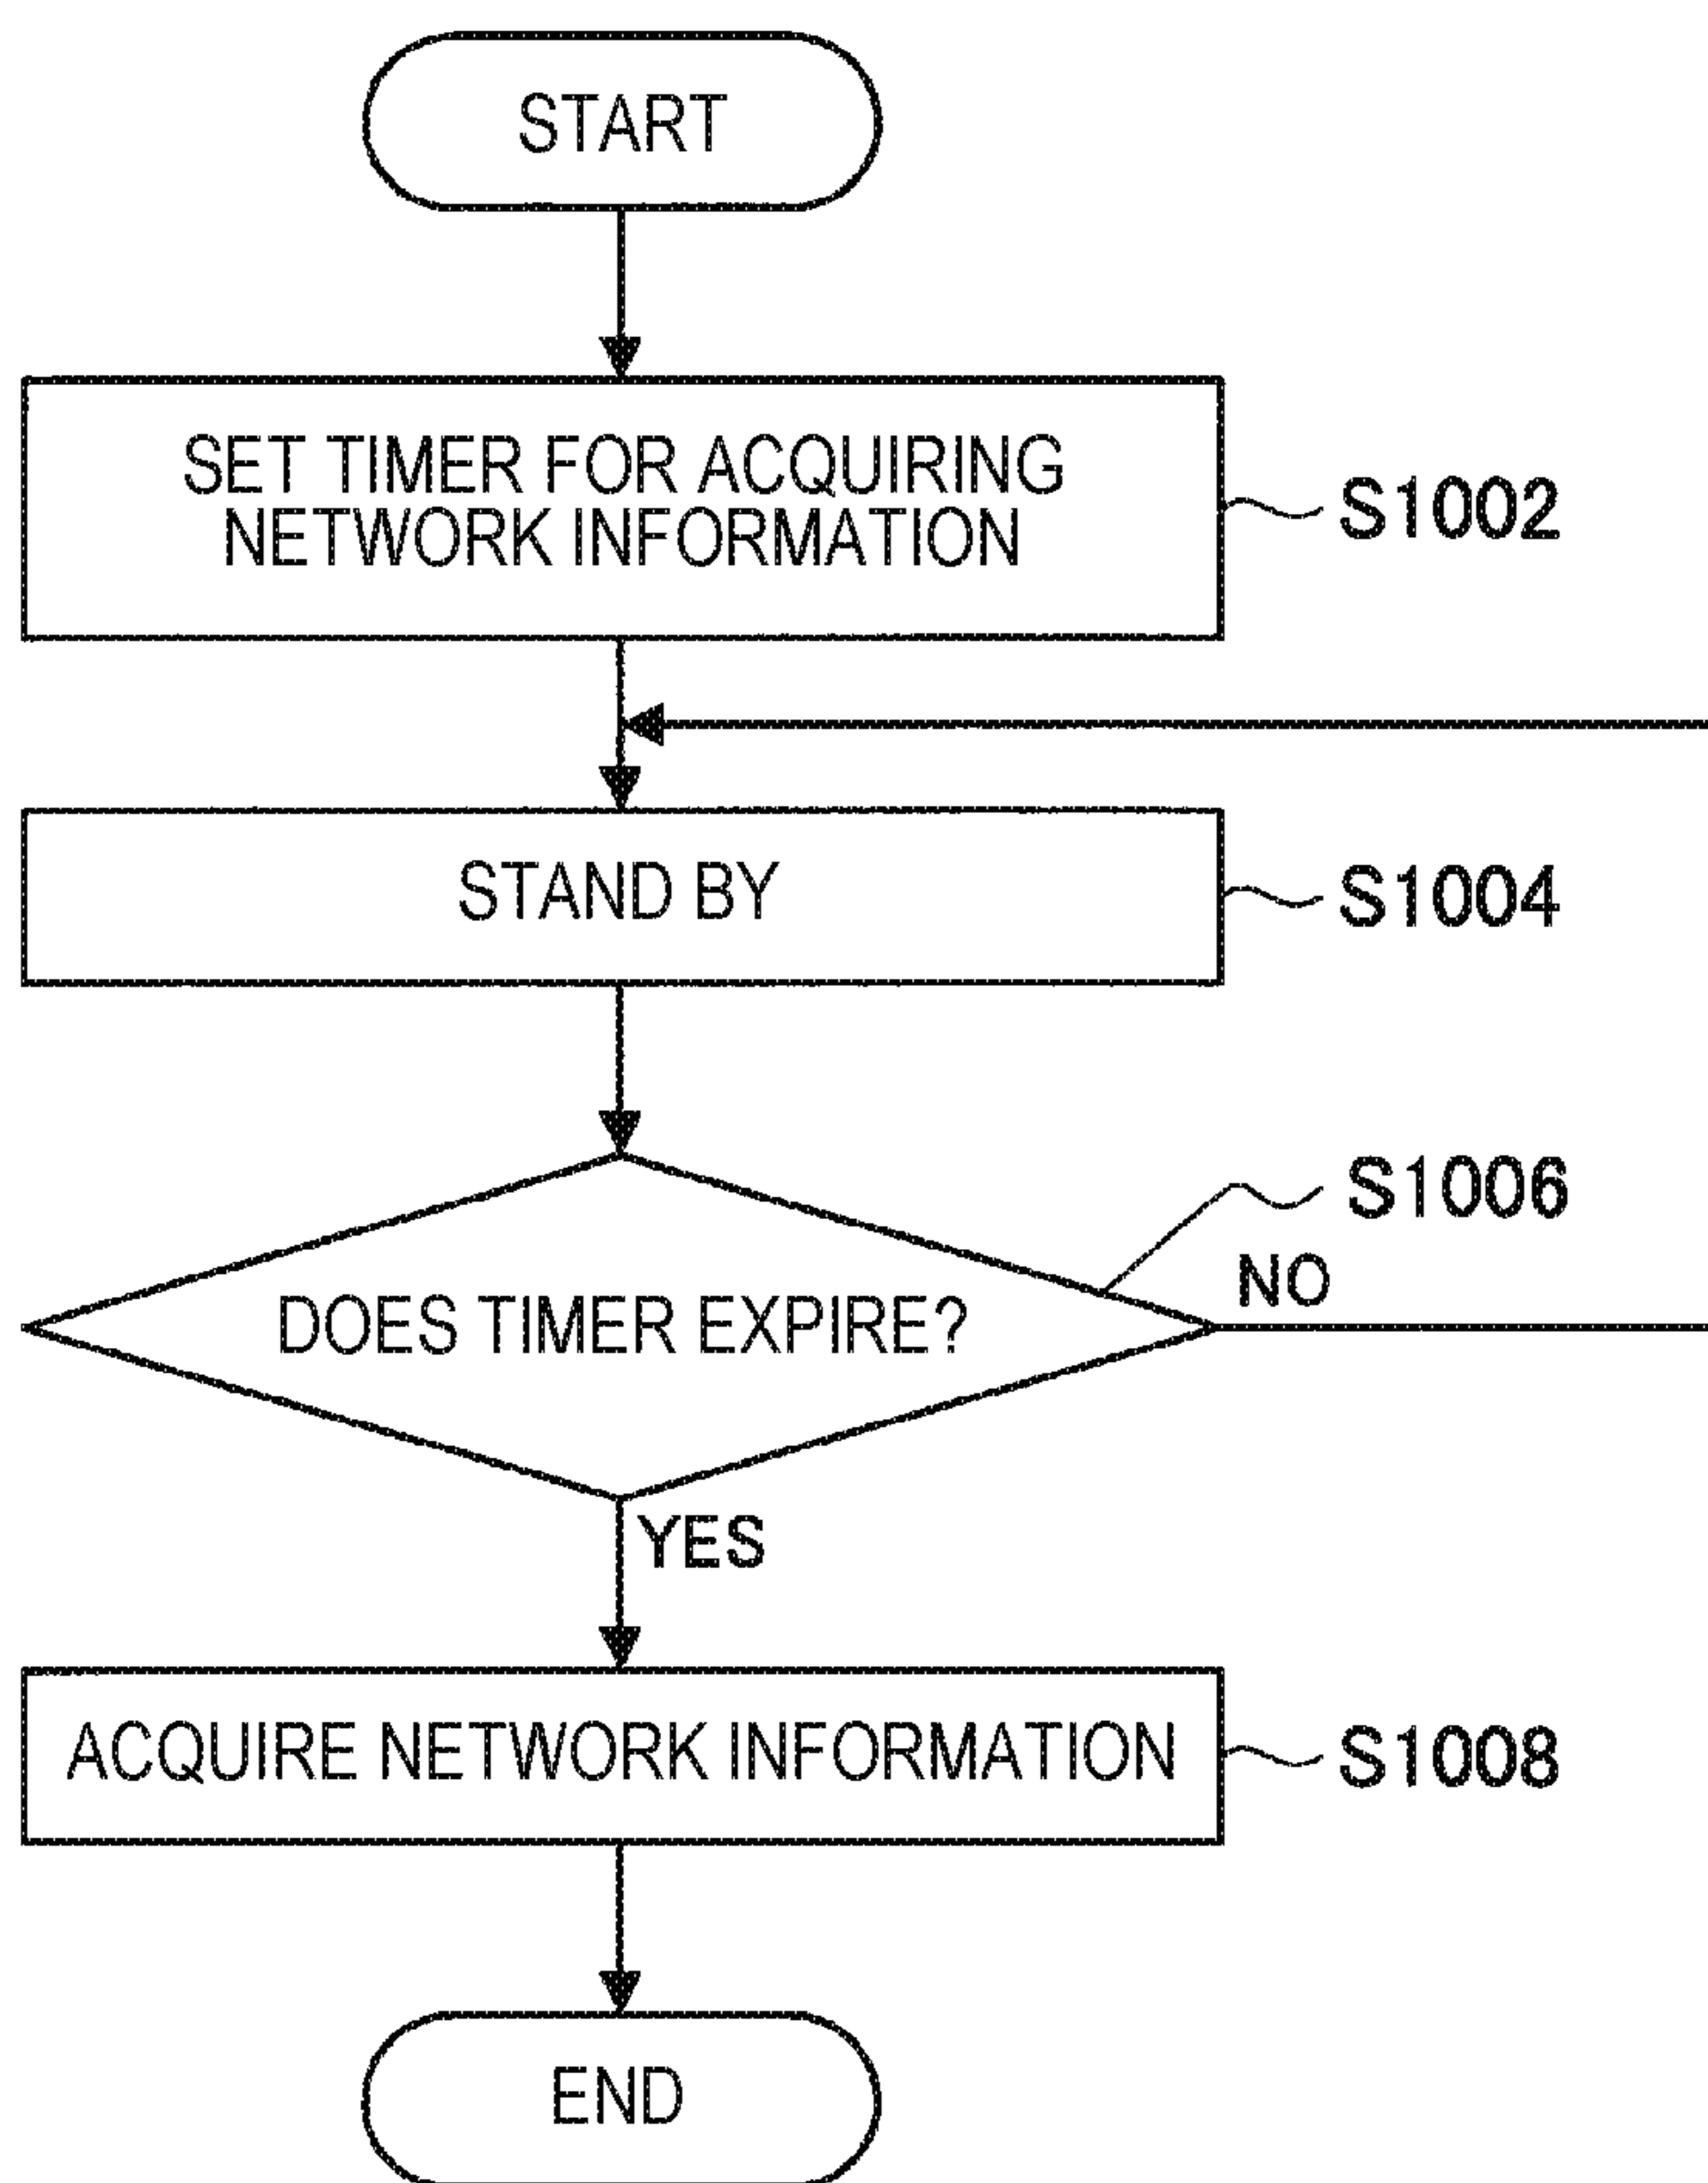 START
SET TIMER FOR ACQUIRING
NETWORK INFORMATION
S1002
STAND BY
S1004
S1006
DOES TIMER EXPIRE?
NO
YES
ACQUIRE NETWORK INFORMATION
S1008
END